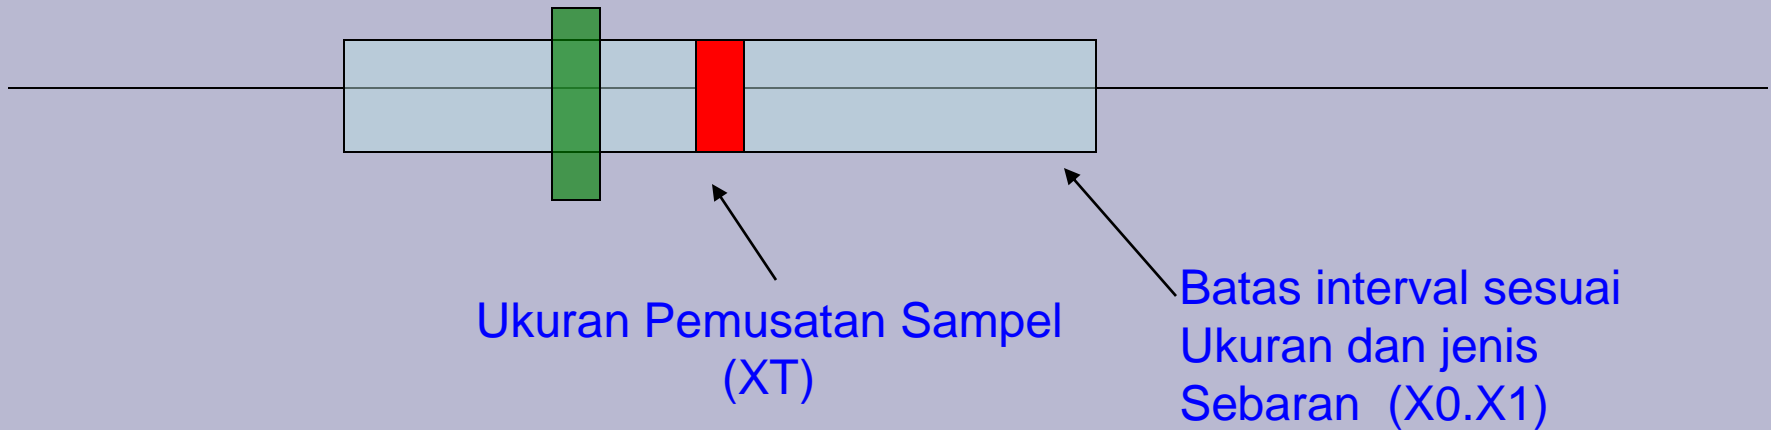 Ukuran Pemusatan Sampel
(XT)
Batas interval sesuai
Ukuran dan jenis
Sebaran (X0.X1)